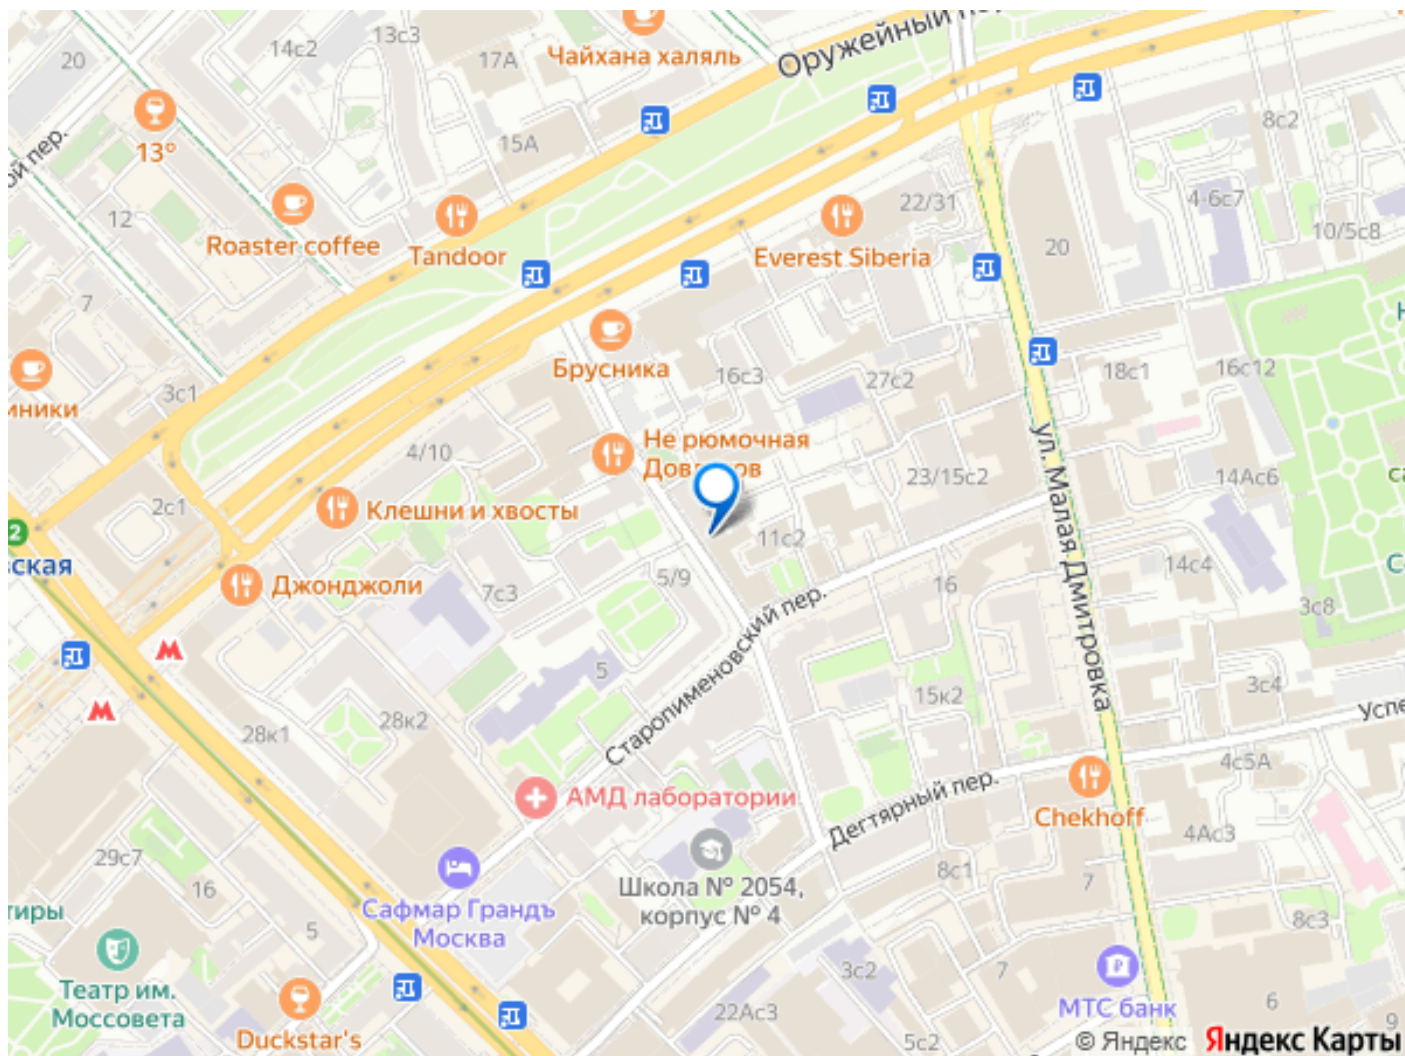 20
14с2
13с3
17А
Чайхана халяль
Оружейный пер.
8с2
ой пер.
13°
15А
12
Roaster coffee
Tandoor
22/31
Everest Siberia
4-6с7
20
10/5с8
7
Брусника
3с1
16с3
27с2
18с1
16с12
4/10
Не рюмочная
ул. Малая Дмитровка
23/15с2
14Ас6
2с1
Клешни и хвосты
11с2
2
ская
Джонджоли
7с3
5/9
16
14с4
3с8
Старопименовский пер.
5
15к2
3с4
28к1
28к2
Успе
4с5А
АМД лаборатории
Дегтярный пер.
Chekhoff
4Ас3
29с7
16
Школа № 2054,
корпус № 4
8с1
7
Сафмар Грандъ
Москва
5
8с3
Театр им.
Моссовета
3с2
7
МТС банк
6
22Ас3
Duckstar's
5с2
9
© Яндекс Яндекс Карты